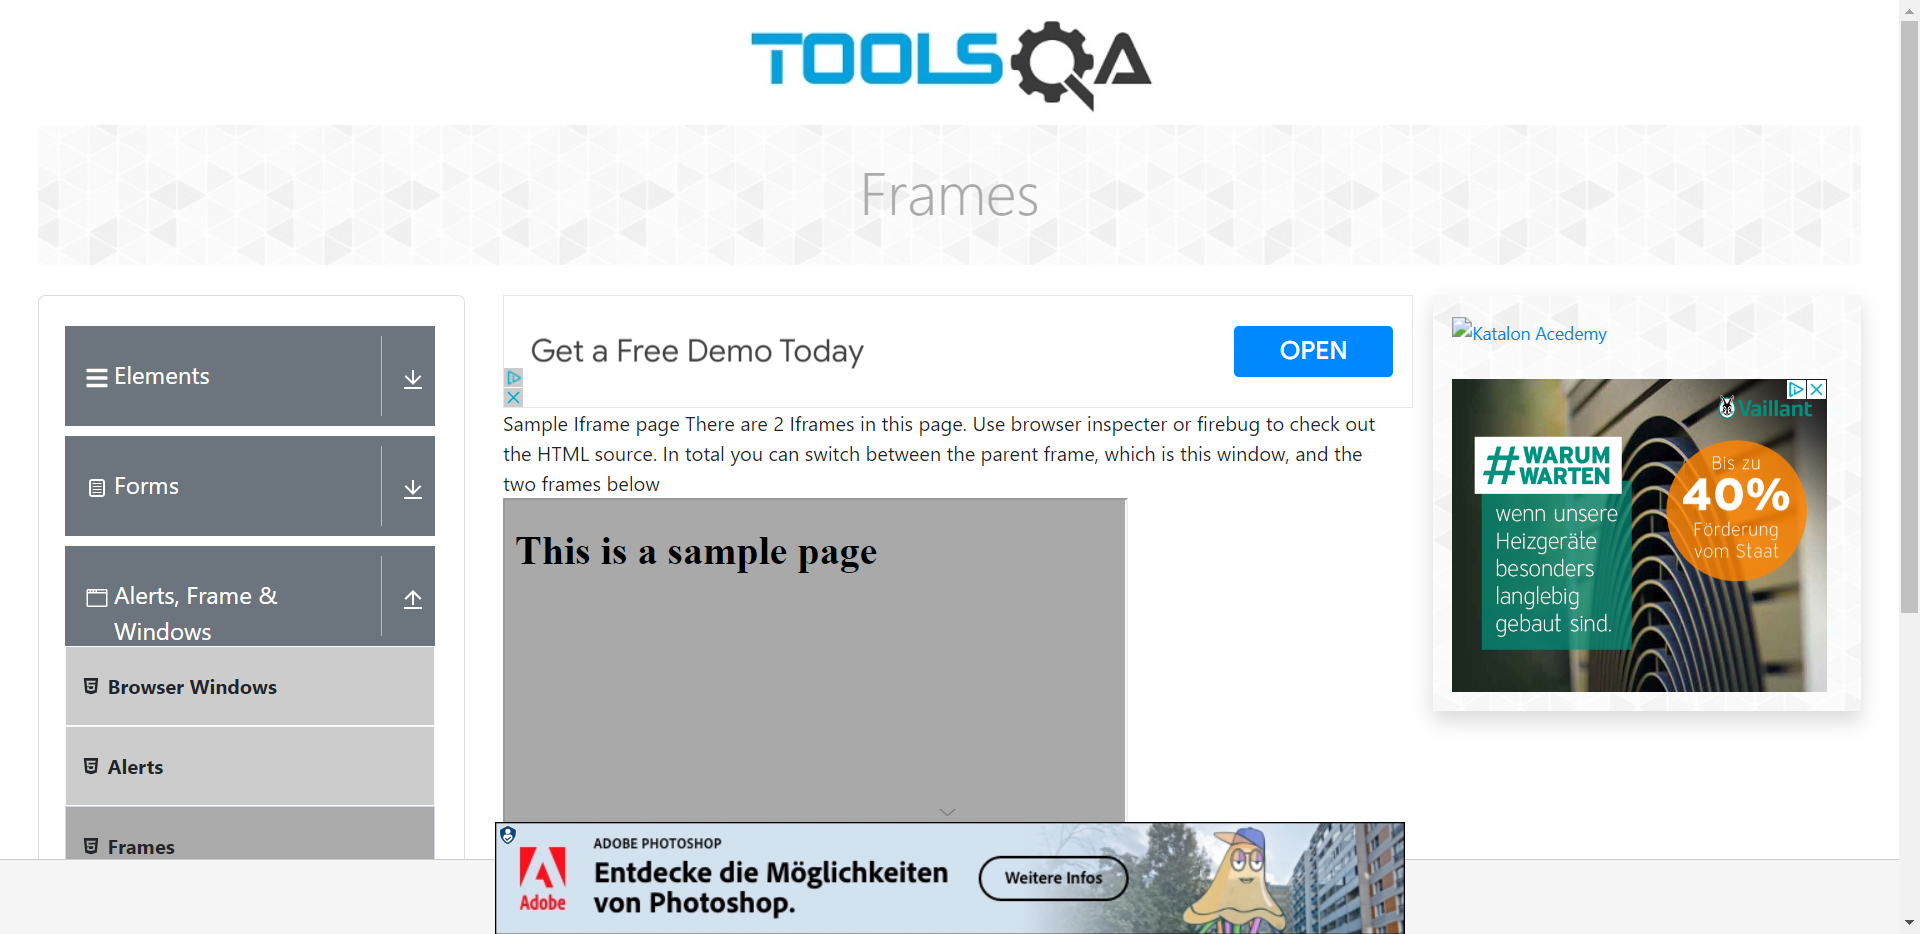 TOOLSQA
Frames
Elements
Forms
Alerts, Frame &
Windows
Browser Windows
Alerts
Frames
Get a Free Demo Today
OPEN
Sample Iframe page There are 2 Iframes in this page. Use browser inspecter or firebug to check out
the HTML source. In total you can switch between the parent frame, which is this window, and the
two frames below
This is a sample page
Katalon Acedemy
Vaillant
#WARUM
WARTEN
Bis zu
40%
Förderung
vom Staat
wenn unsere
Heizgeräte
besonders
langlebig
gebaut sind.
Adobe
ADOBE PHOTOSHOP
Entdecke die Möglichkeiten
von Photoshop.
Weitere Infos